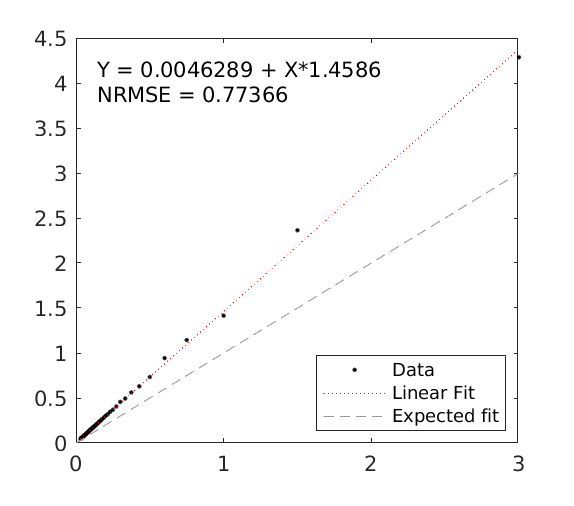 Y = 0.0046289 + X*1.4586
NRMSE = 0.77366
4.5
4
3.5
3
2.5
2
1.5
1
0.5
0
Data
Linear Fit
Expected fit
0 1 2 3